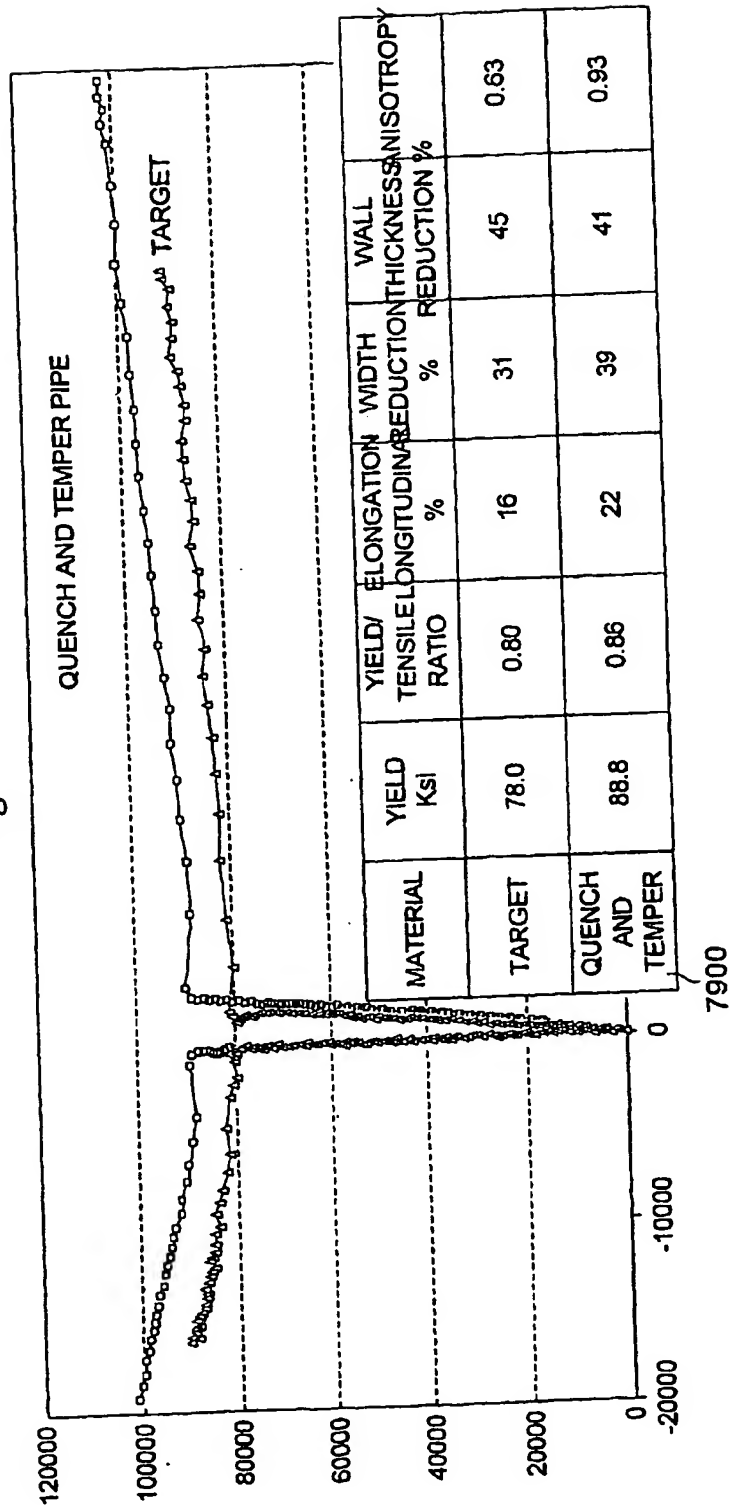 QUENCH AND TEMPER PIPE
TARGET
120000
100000
80000
60000
40000
20000
0
-20000
-10000
0
7900
MATERIAL
YIELD
Ksi
YIELD/
TENSILE
RATIO
ELONGATION
LONGITUDINAL
%
WIDTH
REDUCTION
%
WALL
THICKNESS
REDUCTION %
ANISOTROPY
TARGET
78.0
0.80
16
31
45
0.63
QUENCH
AND
TEMPER
88.8
0.86
22
39
41
0.93